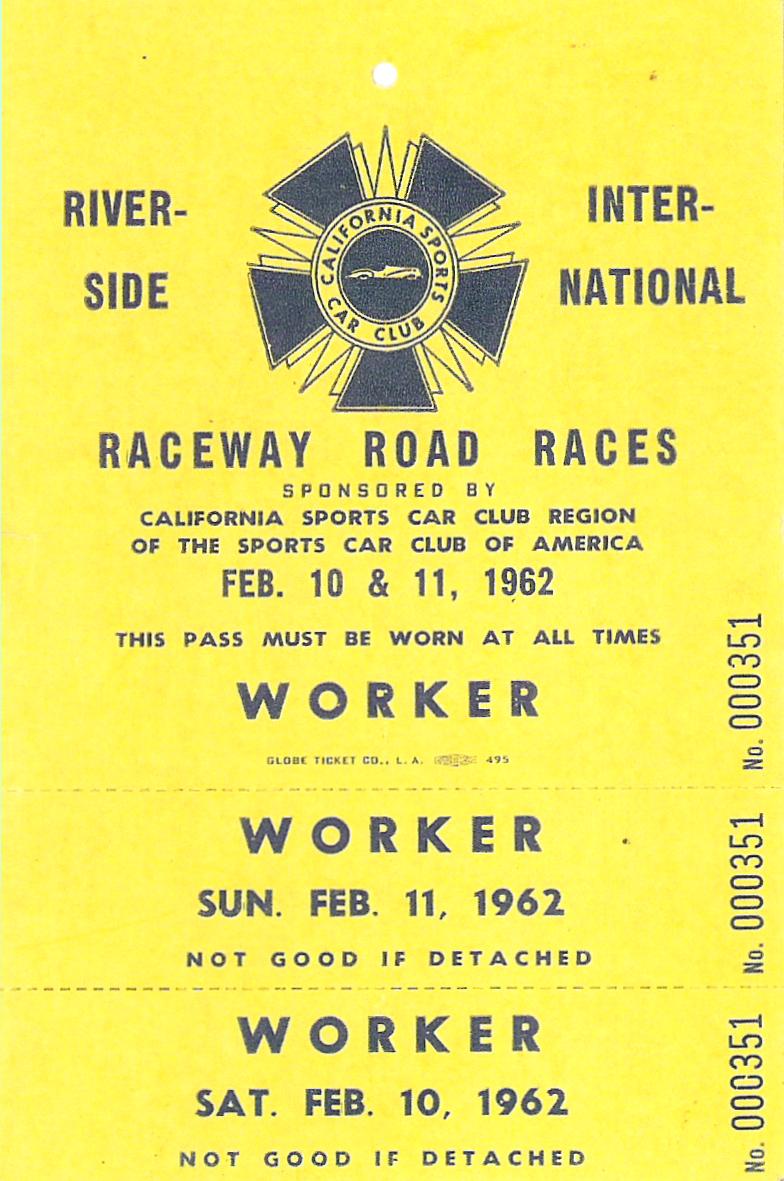 RIVER-
SIDE
INTER-
NATIONAL
CALIFORNIA SPORTS
CAR CLUB
RACEWAY ROAD RACES
SPONSORED BY
CALIFORNIA SPORTS CAR CLUB REGION
OF THE SPORTS CAR CLUB OF AMERICA
FEB. 10 & 11, 1962
THIS PASS MUST BE WORN AT ALL TIMES
WORKER
GLOBE TICKET CO., L. A. 495
No. 000351
WORKER
SUN. FEB. 11, 1962
NOT GOOD IF DETACHED
No. 000351
WORKER
SAT. FEB. 10, 1962
NOT GOOD IF DETACHED
No. 000351